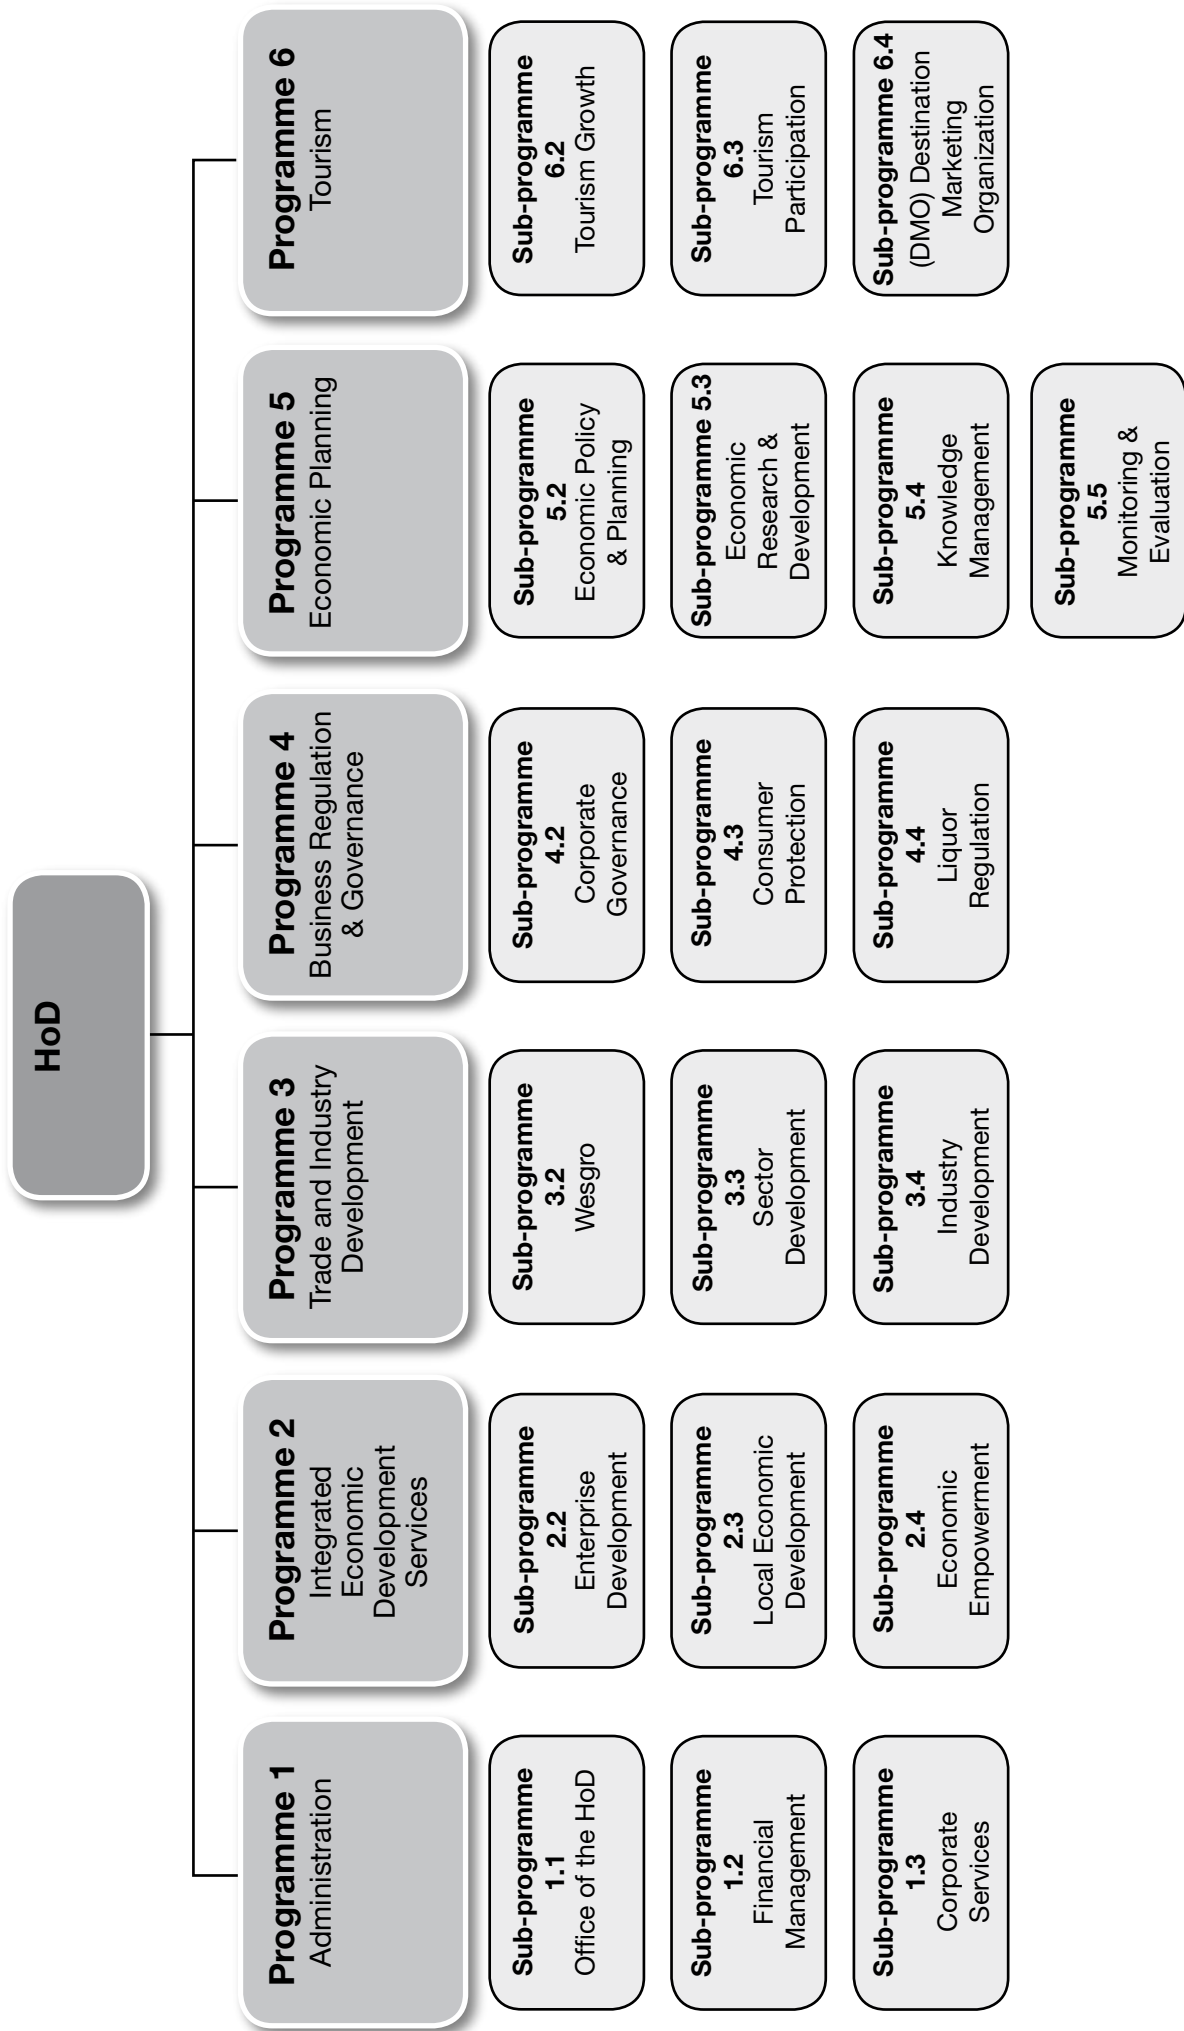 HoD
Programme 1
Administration
Sub-programme
1.1
Office of the HoD
Sub-programme
1.2
Financial
Management
Sub-programme
1.3
Corporate
Services
Programme 2
Integrated
Economic
Development
Services
Sub-programme
2.2
Enterprise
Development
Sub-programme
2.3
Local Economic
Development
Sub-programme
2.4
Economic
Empowerment
Programme 3
Trade and Industry
Development
Sub-programme
3.2
Wesgro
Sub-programme
3.3
Sector
Development
Sub-programme
3.4
Industry
Development
Programme 4
Business Regulation
& Governance
Sub-programme
4.2
Corporate
Governance
Sub-programme
4.3
Consumer
Protection
Sub-programme
4.4
Liquor
Regulation
Programme 5
Economic Planning
Sub-programme
5.2
Economic Policy
& Planning
Sub-programme 5.3
Economic
Research &
Development
Sub-programme
5.4
Knowledge
Management
Sub-programme
5.5
Monitoring &
Evaluation
Programme 6
Tourism
Sub-programme
6.2
Tourism Growth
Sub-programme
6.3
Tourism
Participation
Sub-programme 6.4
(DMO) Destination
Marketing
Organization